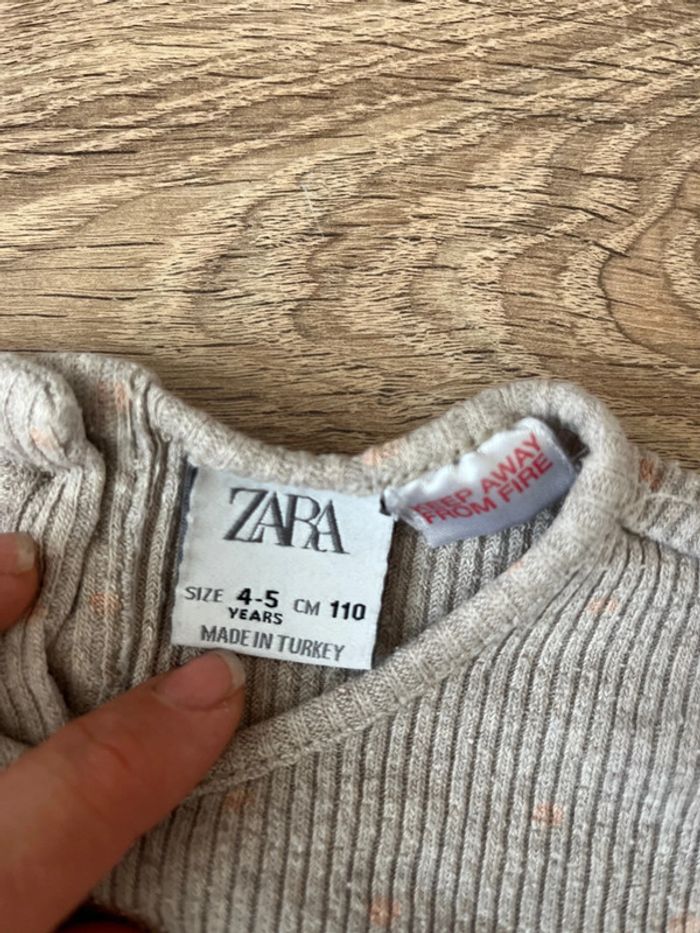 ZARA
SIZE 4-5 CM 110
YEARS
MADE IN TURKEY
KEEP AWAY
FROM FIRE